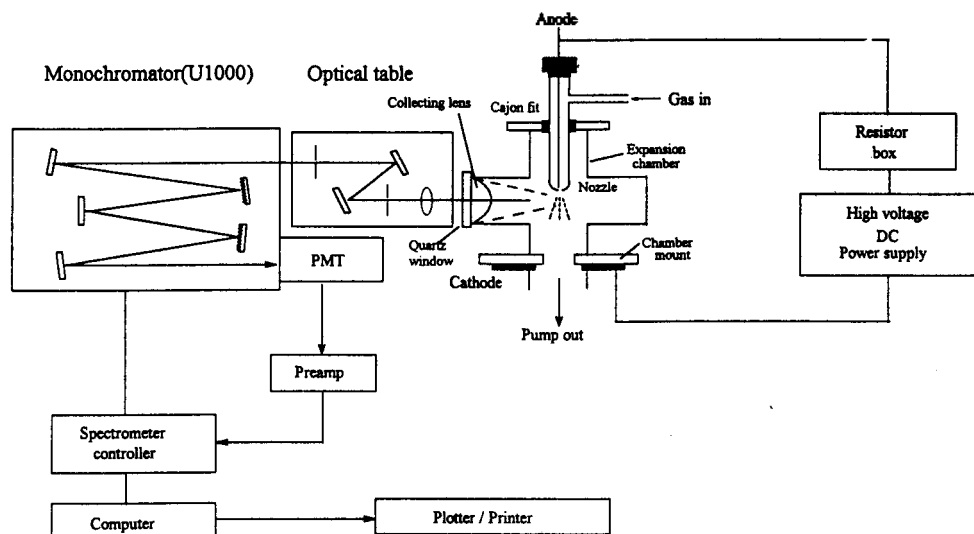 Anode
Monochromator(U1000)
Optical table
Collecting lens
Cajon fit
Gas in
Expansion
chamber
Nozzle
Resistor
box
High voltage
DC
Power supply
Quartz
window
PMT
Cathode
Chamber
mount
Pump out
Preamp
Spectrometer
controller
Computer
Plotter / Printer